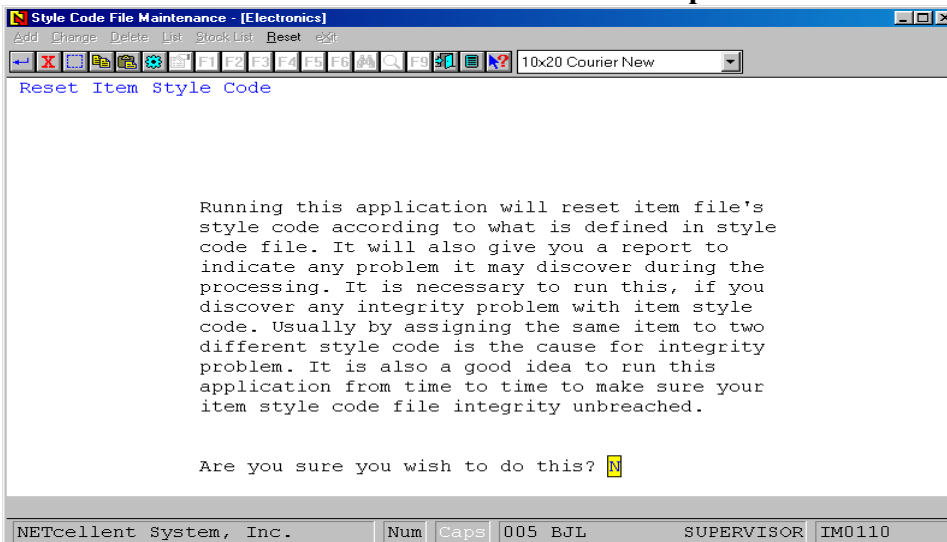 Style Code File Maintenance - [Electronics]
Add Change Delete List Stock List Reset eXit
F1 F2 F3 F4 F5 F6 F9 10x20 Courier New
Reset Item Style Code
Running this application will reset item file's
style code according to what is defined in style
code file. It will also give you a report to
indicate any problem it may discover during the
processing. It is necessary to run this, if you
discover any integrity problem with item style
code. Usually by assigning the same item to two
different style code is the cause for integrity
problem. It is also a good idea to run this
application from time to time to make sure your
item style code file integrity unbreached.
Are you sure you wish to do this? N
NETcellent System, Inc. Num Caps 005 BJL SUPERVISOR IM0110